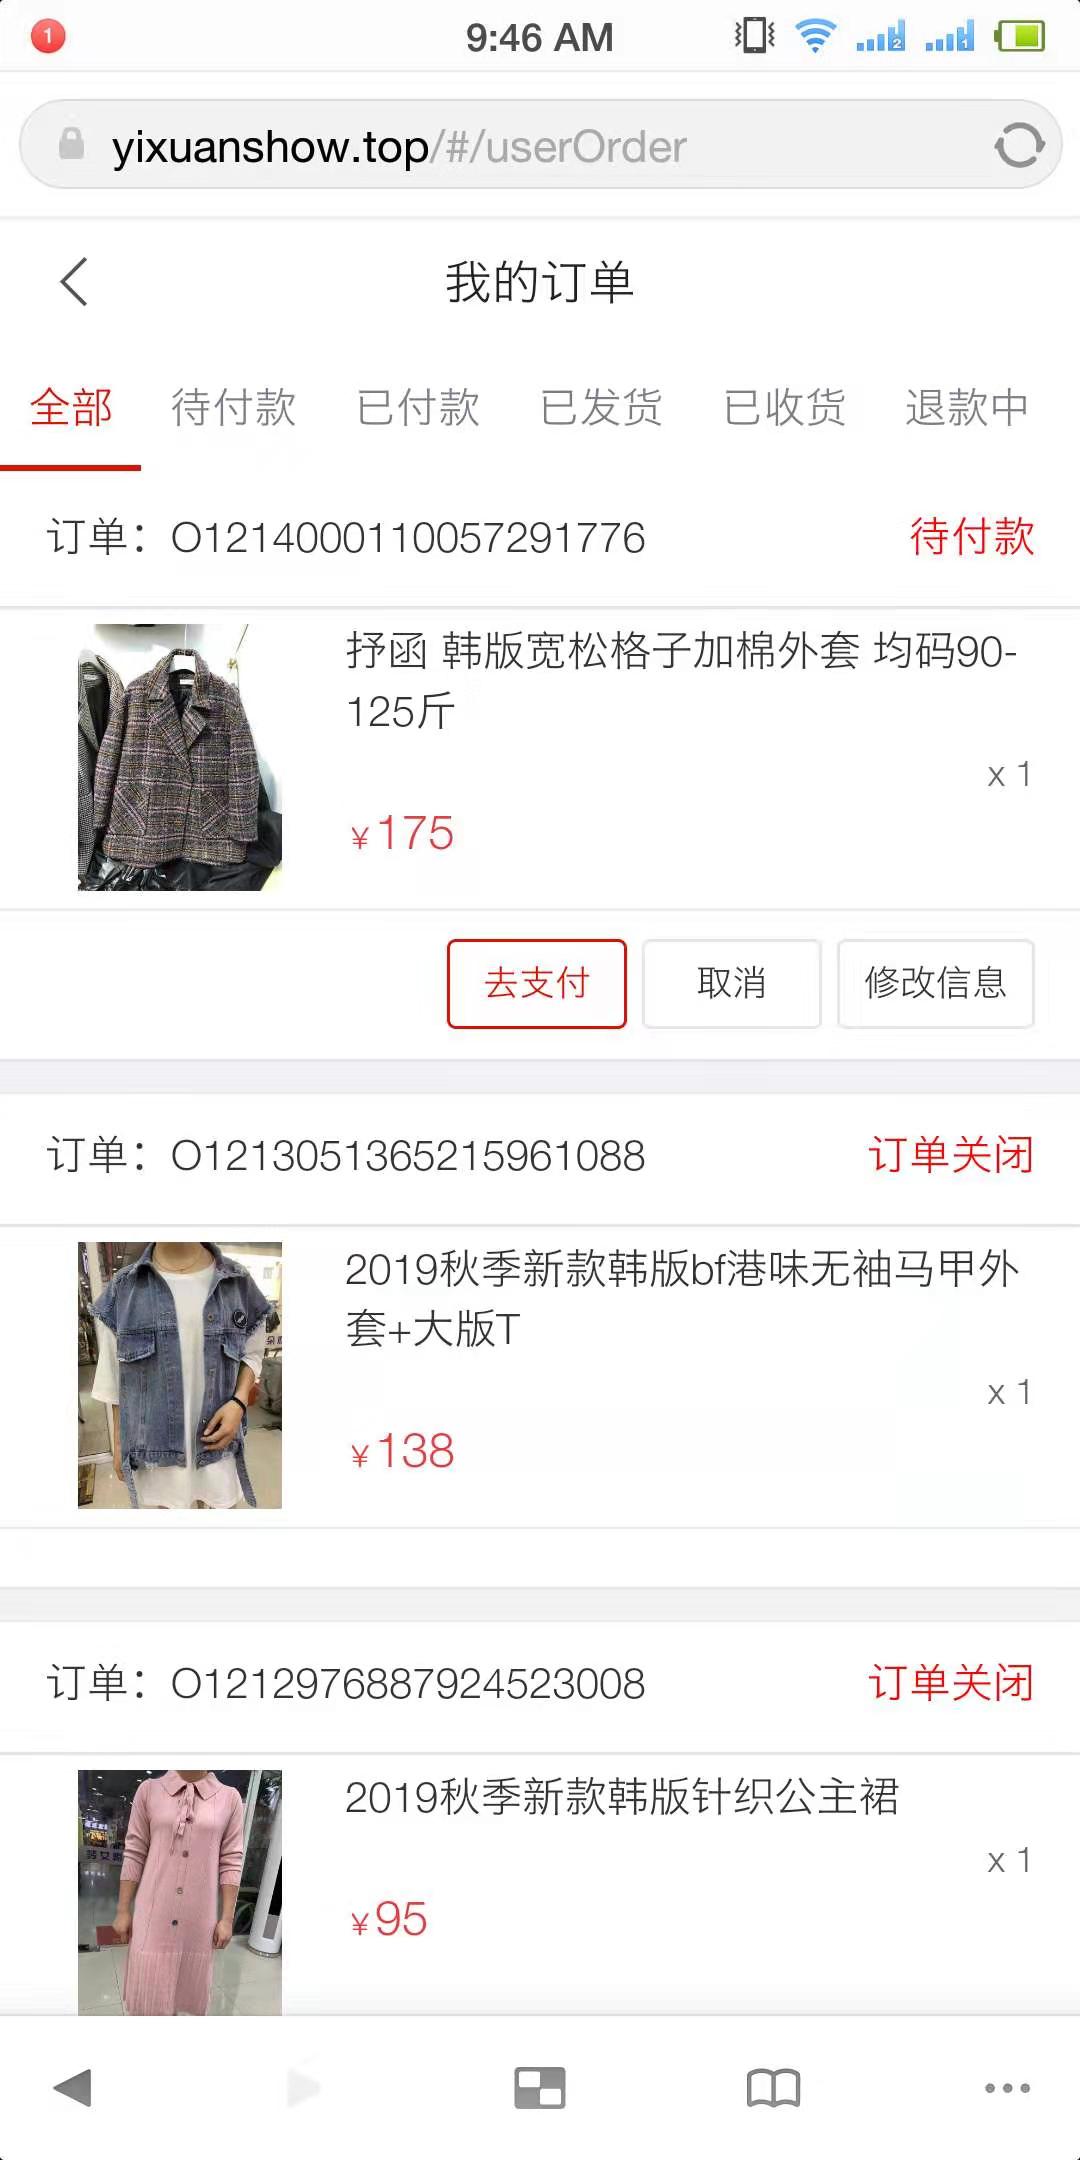 1
9:46 AM
2
1
yixuanshow.top/#/userOrder
我的订单
全部 待付款 已付款 已发货 已收货 退款中
订单：O1214000110057291776 待付款
抒函 韩版宽松格子加棉外套 均码90-
125斤
x 1
¥175
去支付 取消 修改信息
订单：O12130513652159610​88 订单关闭
2019秋季新款韩版bf港味无袖马甲外
套+大版T
x 1
¥138
订单：O12129768879245230​08 订单关闭
2019秋季新款韩版针织公主裙
x 1
¥95